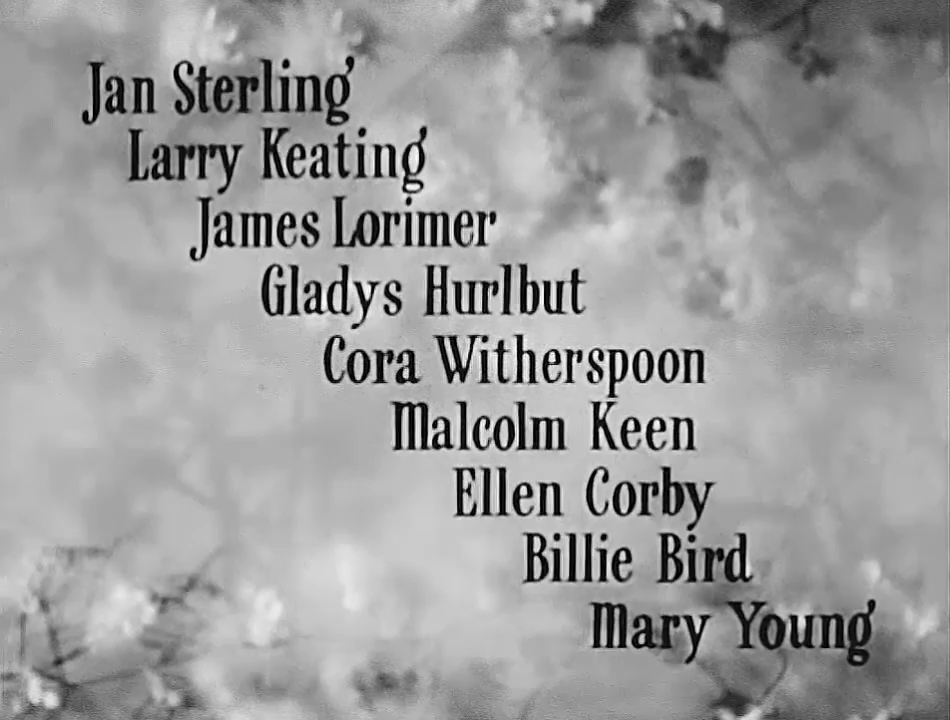 Jan Sterling
Larry Keating
James Lorimer
Gladys Hurlbut
Cora Witherspoon
Malcolm Keen
Ellen Corby
Billie Bird
Mary Young